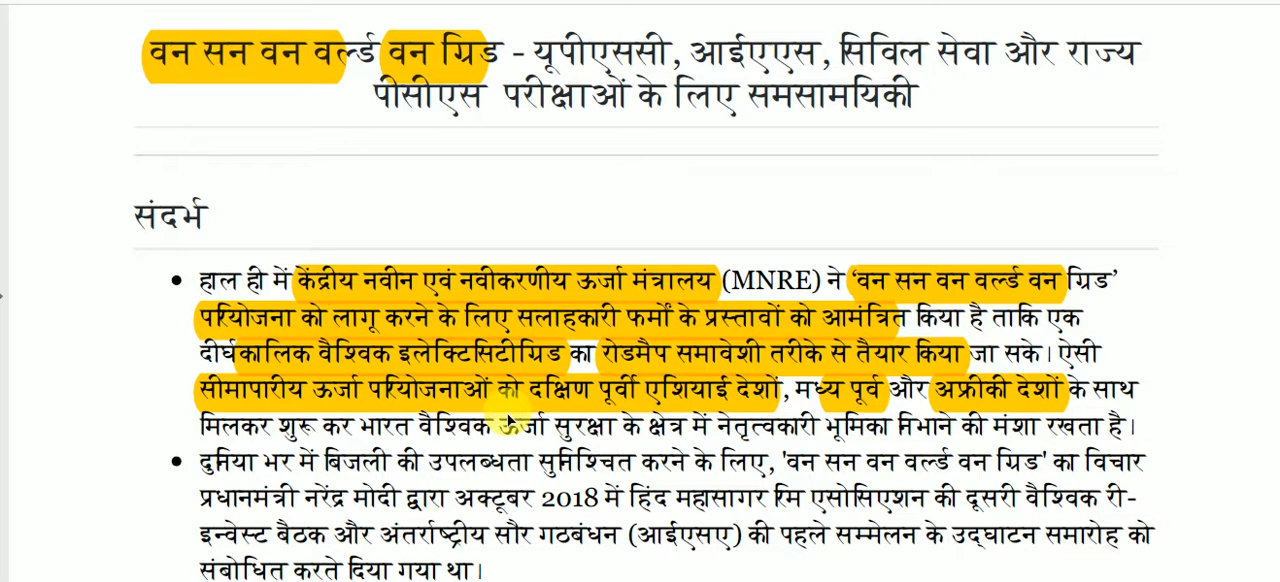 वन सन वन वर्ल्ड वन ग्रिड - यूपीएससी, आईएएस, सिविल सेवा और राज्य
पीसीएस परीक्षाओं के लिए समसामयिकी
संदर्भ
• हाल ही में केंद्रीय नवीन एवं नवीकरणीय ऊर्जा मंत्रालय (MNRE) ने ‘वन सन वन वर्ल्ड वन ग्रिड’
परियोजना को लागू करने के लिए सलाहकारी फर्मों के प्रस्तावों को आमंत्रित किया है ताकि एक
दीर्घकालिक वैश्विक इलेक्टिसिटीग्रिड का रोडमैप समावेशी तरीके से तैयार किया जा सके। ऐसी
सीमापारीय ऊर्जा परियोजनाओं को दक्षिण पूर्वी एशियाई देशों, मध्य पूर्व और अफ्रीकी देशों के साथ
मिलकर शुरू कर भारत वैश्विक ऊर्जा सुरक्षा के क्षेत्र में नेतृत्वकारी भूमिका निभाने की मंशा रखता है।
• दुनिया भर में बिजली की उपलब्धता सुनिश्चित करने के लिए, 'वन सन वन वर्ल्ड वन ग्रिड' का विचार
प्रधानमंत्री नरेंद्र मोदी द्वारा अक्टूबर 2018 में हिंद महासागर रिम एसोसिएशन की दूसरी वैश्विक री-
इन्वेस्ट बैठक और अंतर्राष्ट्रीय सौर गठबंधन (आईएसए) की पहले सम्मेलन के उद्घाटन समारोह को
संबोधित करते दिया गया था।